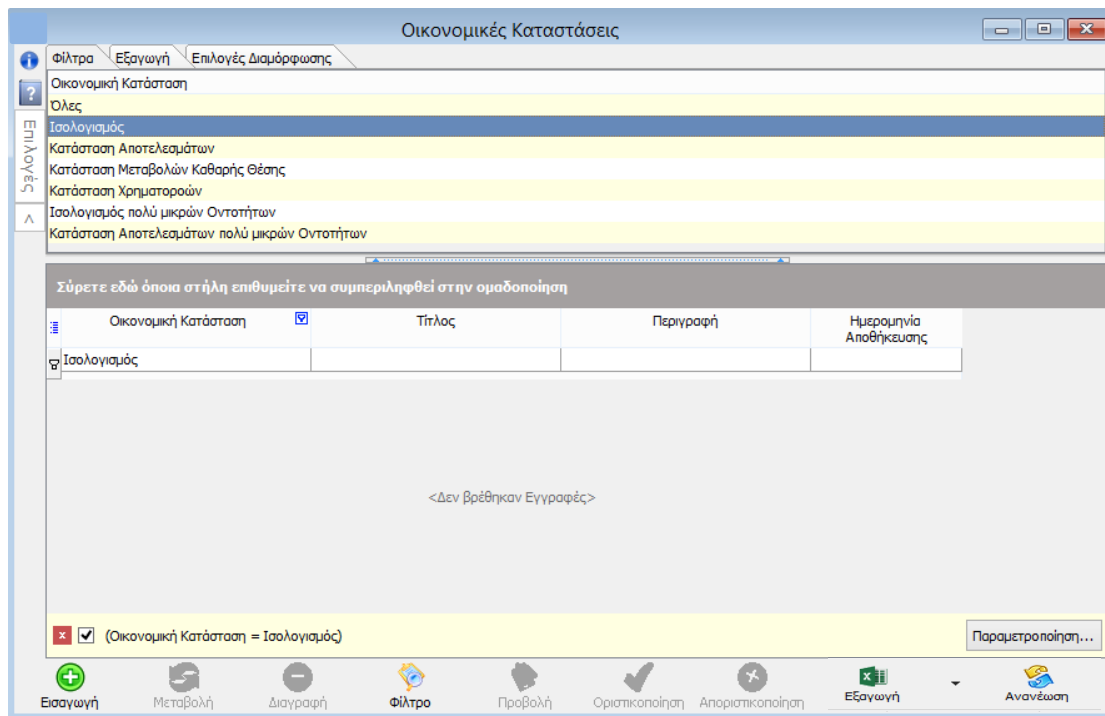 Οικονομικές Καταστάσεις
Φίλτρα Εξαγωγή Επιλογές Διαμόρφωσης
Επιλογές
Οικονομική Κατάσταση
Όλες
Ισολογισμός
Κατάσταση Αποτελεσμάτων
Κατάσταση Μεταβολών Καθαρής Θέσης
Κατάσταση Χρηματοροών
Ισολογισμός πολύ μικρών Οντοτήτων
Κατάσταση Αποτελεσμάτων πολύ μικρών Οντοτήτων
Σύρετε εδώ όποια στήλη επιθυμείτε να συμπεριληφθεί στην ομαδοποίηση
Οικονομική Κατάσταση Τίτλος Περιγραφή Ημερομηνία
Αποθήκευσης
Ισολογισμός
<Δεν βρέθηκαν Εγγραφές>
(Οικονομική Κατάσταση = Ισολογισμός) Παραμετροποίηση...
Εισαγωγή Μεταβολή Διαγραφή Φίλτρο Προβολή Οριστικοποίηση Αποριστικοποίηση Εξαγωγή Ανανέωση